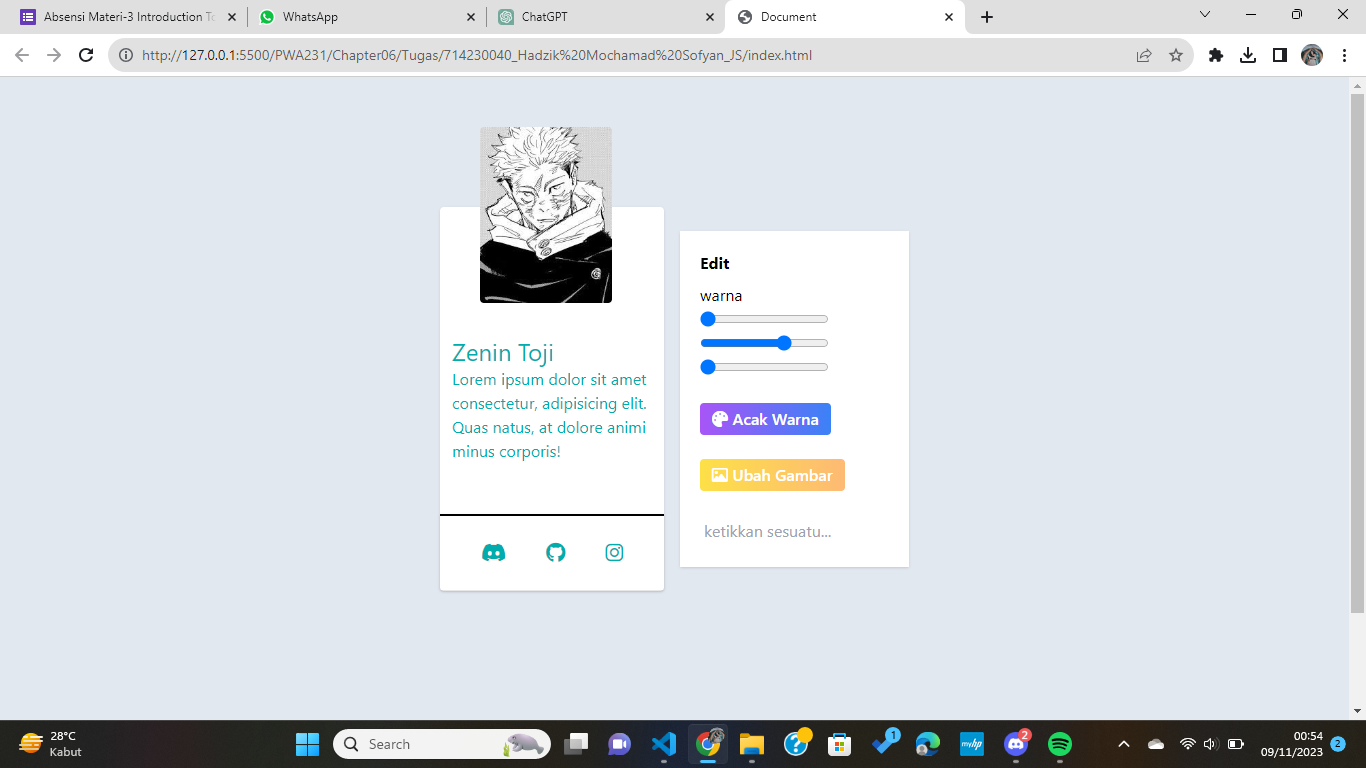 Absensi Materi-3 Introduction To
WhatsApp
ChatGPT
Document
http://127.0.0.1:5500/PWA231/Chapter06/Tugas/714230040_Hadzik%20Mochamad%20Sofyan_JS/index.html
Zenin Toji
Lorem ipsum dolor sit amet
consectetur, adipisicing elit.
Quas natus, at dolore animi
minus corporis!
Edit
warna
Acak Warna
Ubah Gambar
ketikkan sesuatu...
28°C
Kabut
Search
myhp
1
2
00:54
09/11/2023
2